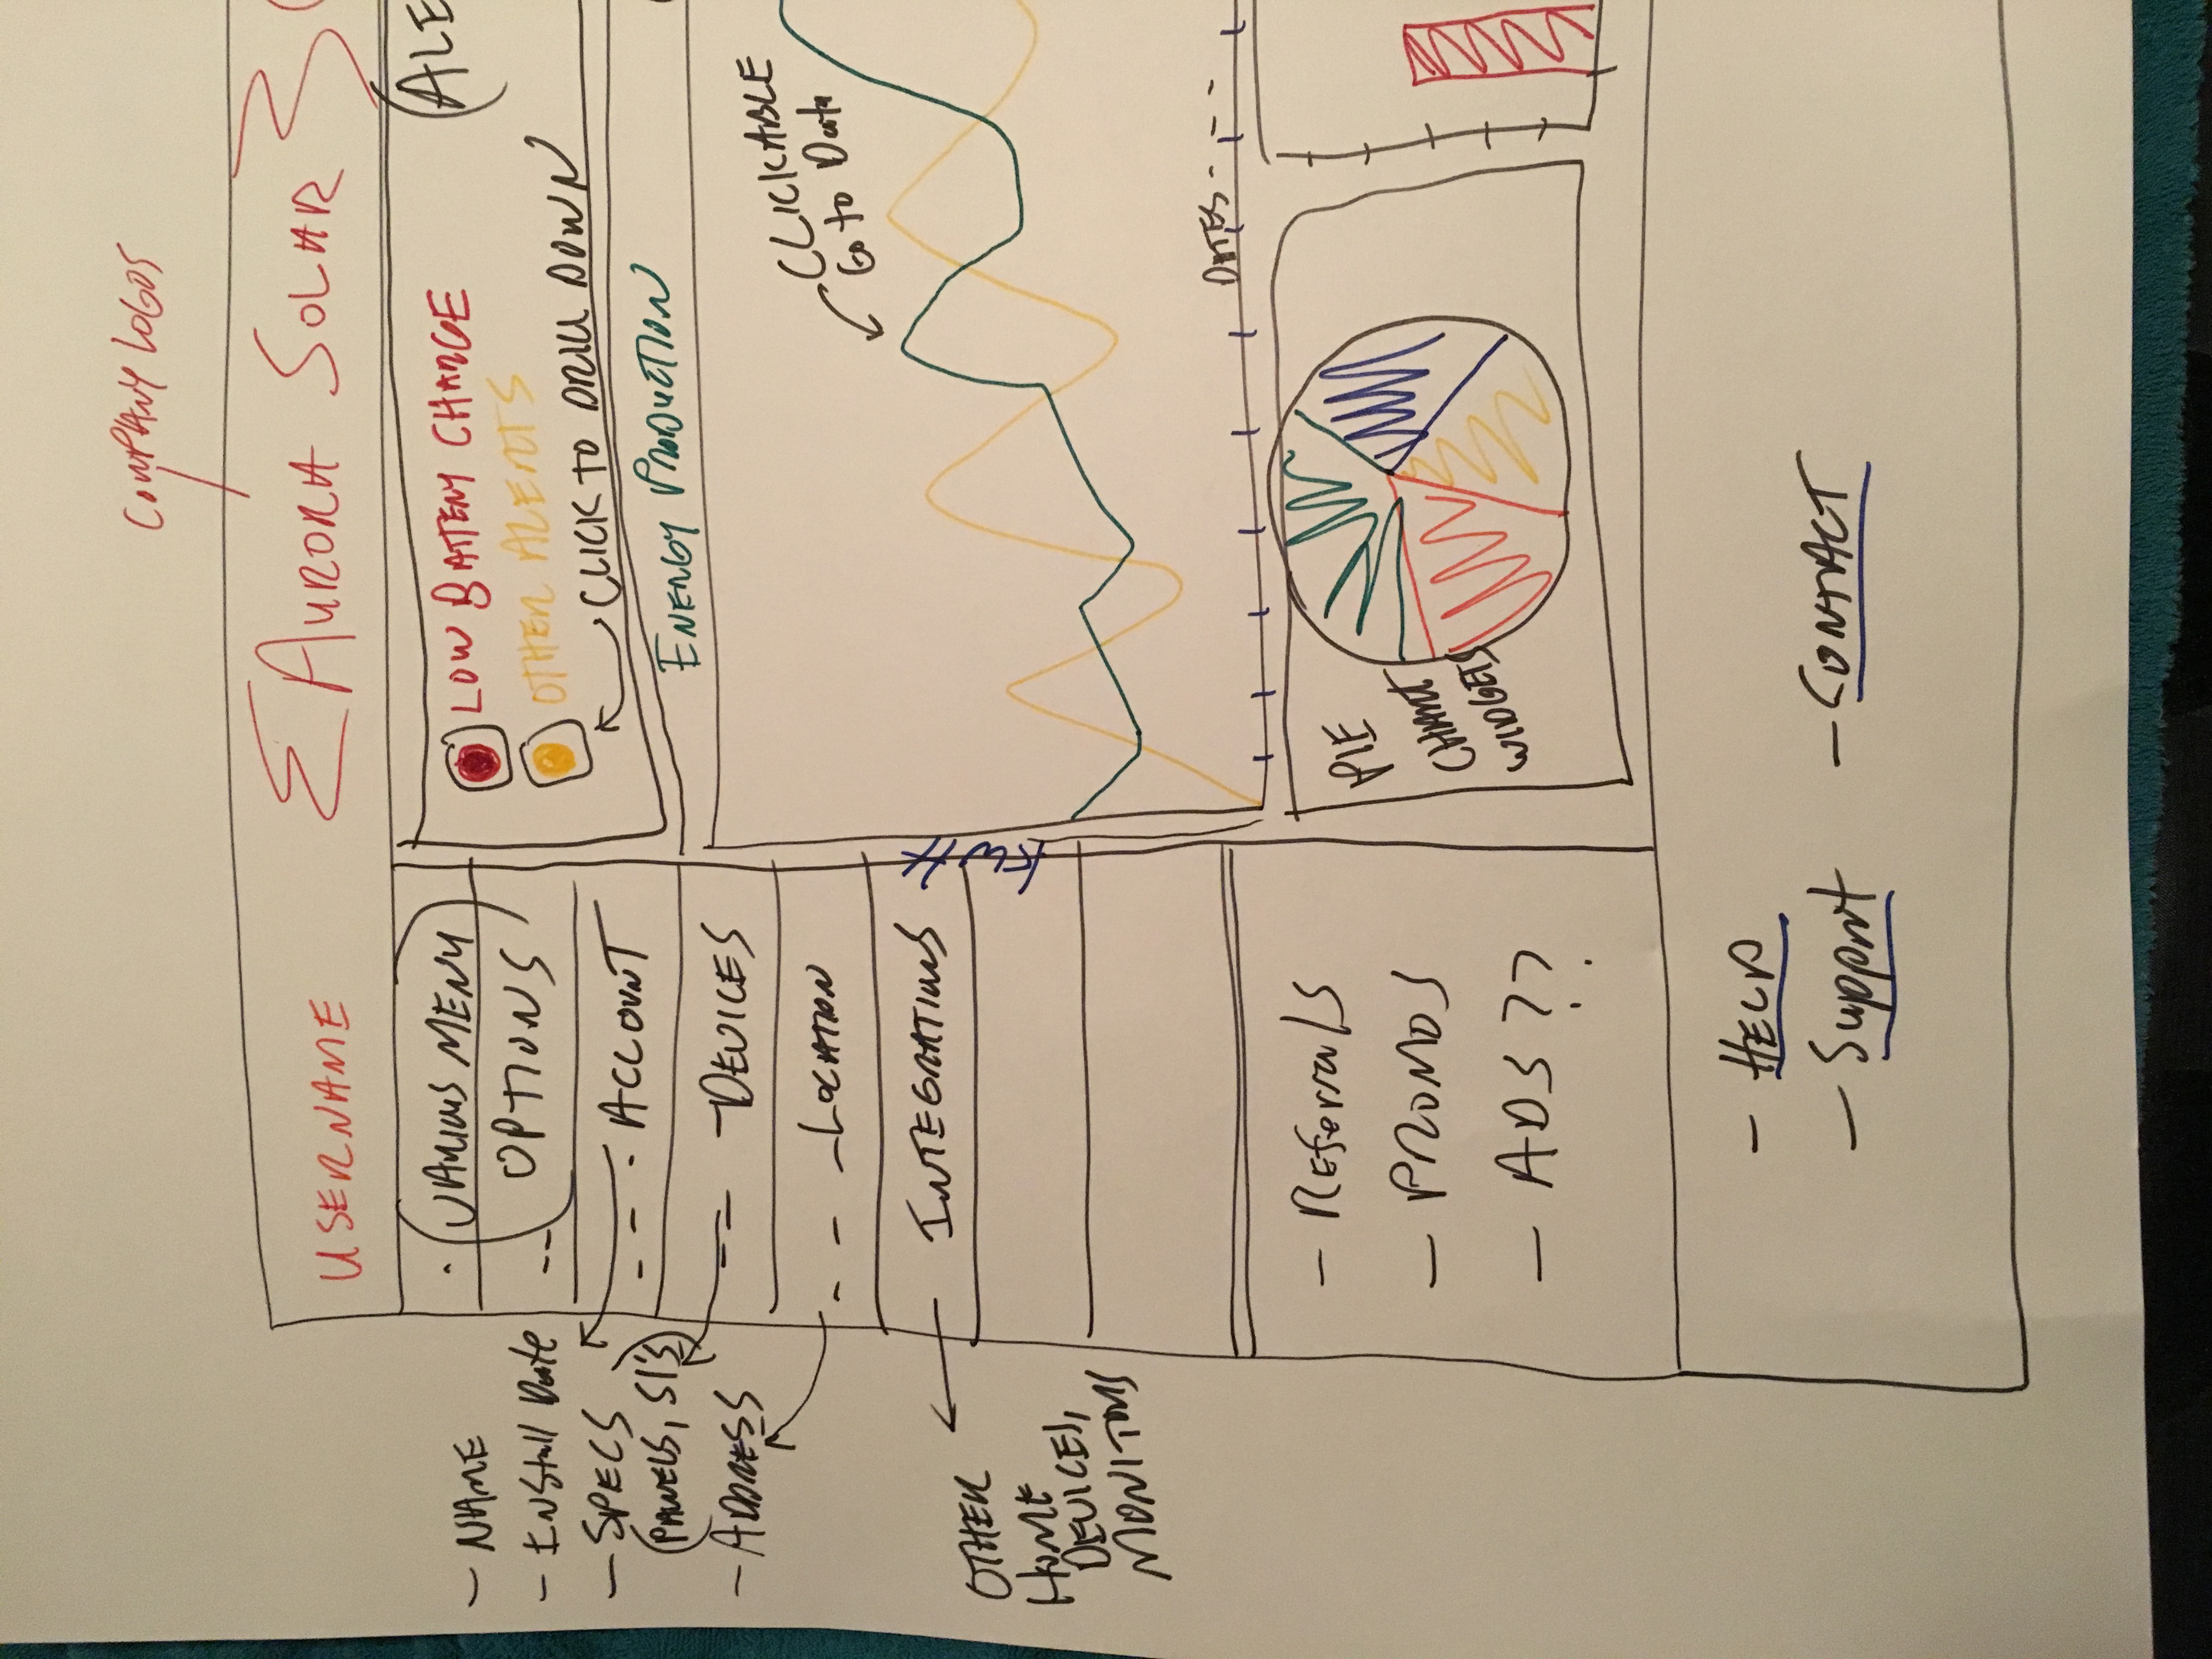 COMPANY LOGOS
USERNAME
AURORA SOLAR
VARIOUS MENU
OPTIONS
- NAME
- INStall Date
- SPECS
(PANELS, SI'S)
- ADDRESS
- - - ACCOUNT
-- -DEVICES
- - -LOCATION
INTEGRATIONS
OTHER
HOME
DEVICES,
MONITORS
- Referrals
- PROMOS
- ADS??
LOW BATTERY CHARGE
(ALE
OTHER ALERTS
CLICK TO DRILL DOWN
ENERGY PRODUCTION
CLICKABLE
Go to Data
KWH
DATES - - -
PIE
CHART
WIDGETS
- HELP
- Support
- CONTACT